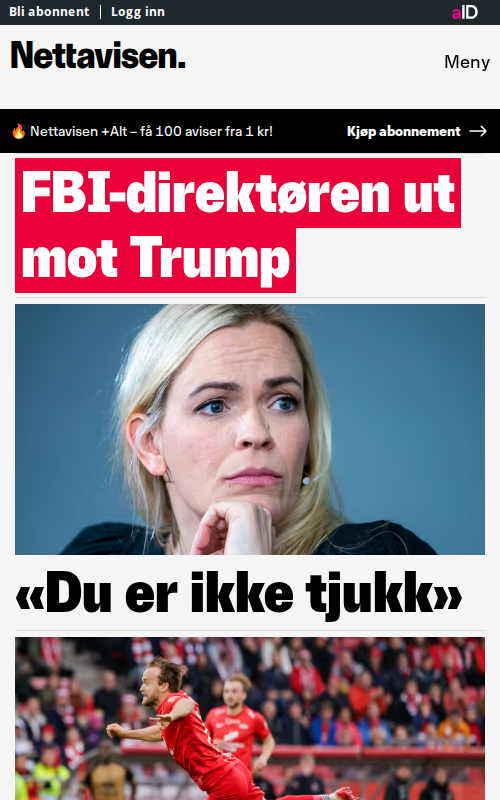 Bli abonnent | Logg inn
aID
Nettavisen.
Meny
🔥 Nettavisen +Alt – få 100 aviser fra 1 kr!
Kjøp abonnement →
FBI-direktøren ut
mot Trump
«Du er ikke tjukk»